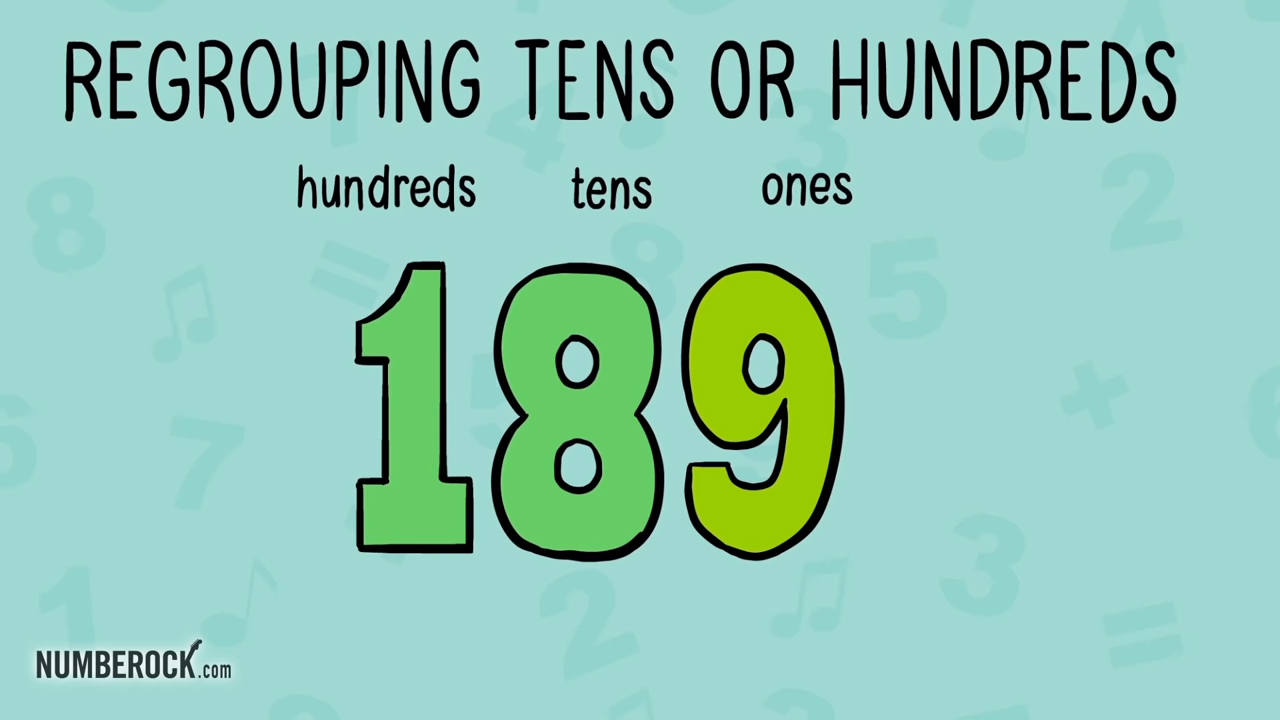 REGROUPING TENS OR HUNDREDS
hundreds tens ones
189
NUMBEROCK.com